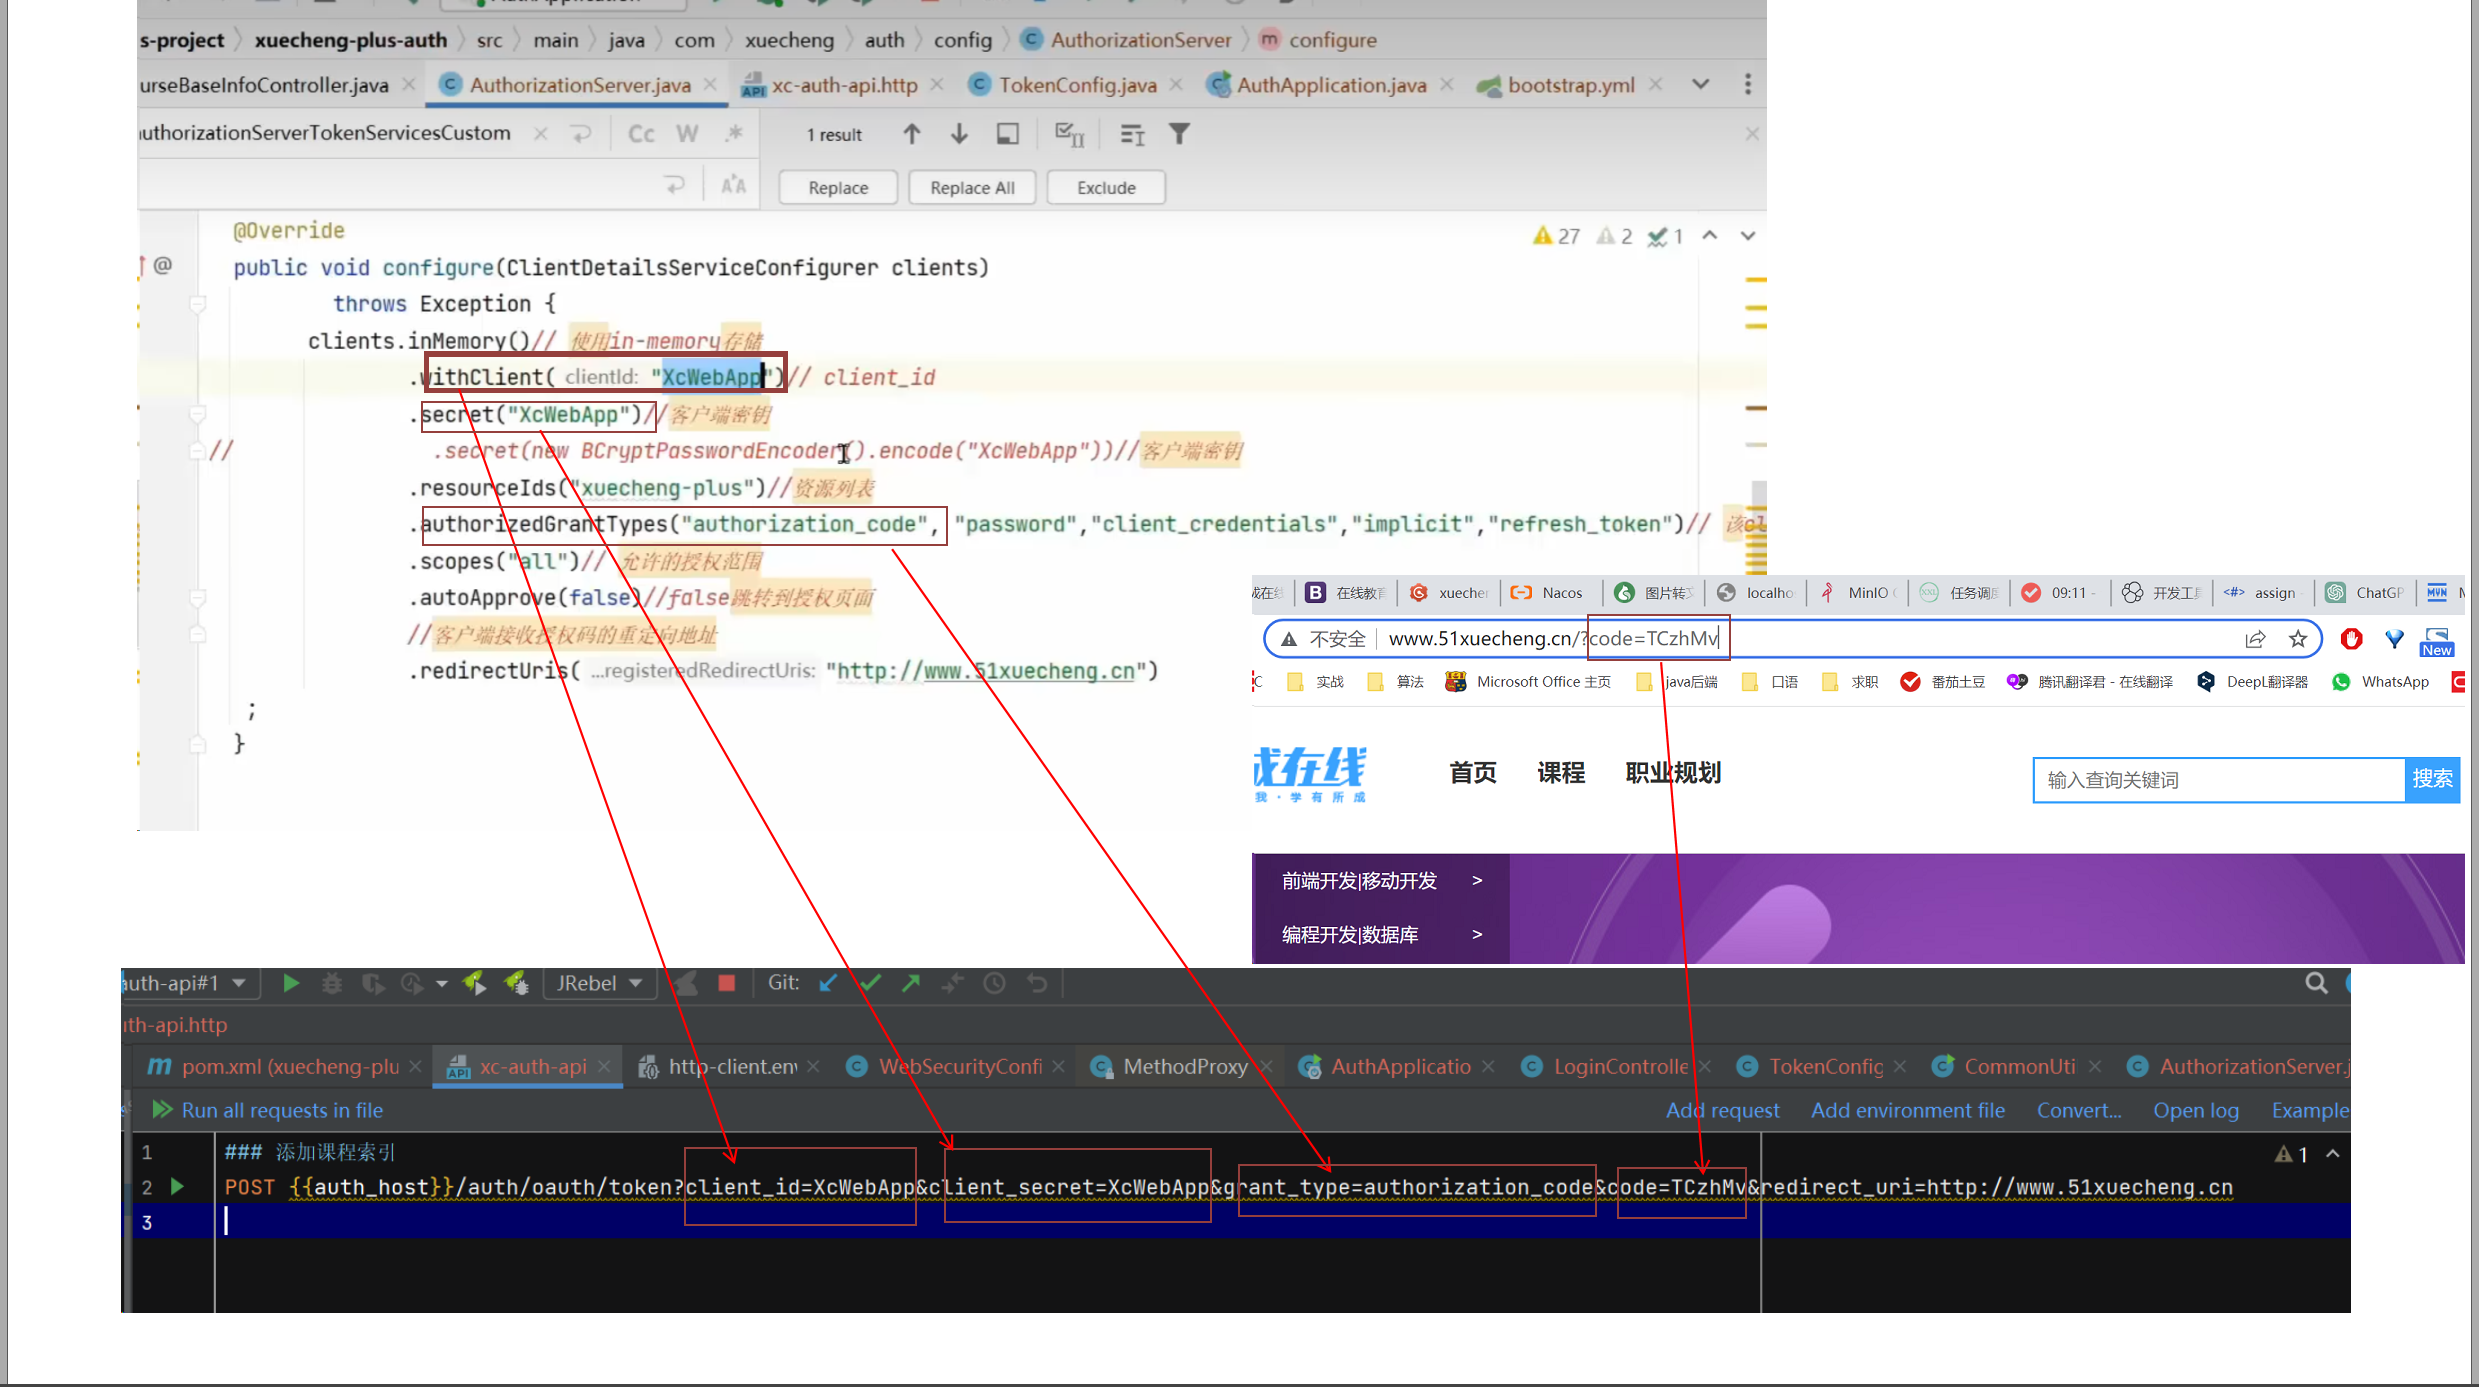 s-project xuecheng-plus-auth src main java com xuecheng auth config AuthorizationServer configure
urseBaseInfoController.java AuthorizationServer.java xc-auth-api.http TokenConfig.java AuthApplication.java bootstrap.yml
uthorizationServerTokenServicesCustom Cc W .* 1 result
Replace Replace All Exclude
@Override 27 2 1
public void configure(ClientDetailsServiceConfigurer clients)
throws Exception {
clients.inMemory()// 使用in-memory存储
.withClient( clientId: "XcWebApp")// client_id
.secret("XcWebApp")//客户端密钥
// .secret(new BCryptPasswordEncoder().encode("XcWebApp"))//客户端密钥
.resourceIds("xuecheng-plus")//资源列表
.authorizedGrantTypes("authorization_code", "password","client_credentials","implicit","refresh_token")// 该cl
.scopes("all")// 允许的授权范围
.autoApprove(false)//false跳转到授权页面
//客户端接收授权码的重定向地址
.redirectUris( ...registeredRedirectUris: "http://www.51xuecheng.cn")
;
}
成在线 在线教育 xuecher Nacos 图片转文 localho MinIO 任务调度 09:11 - 开发工具 assign ChatGP
不安全 www.51xuecheng.cn/?code=TCzhMv New
C 实战 算法 Microsoft Office 主页 java后端 口语 求职 番茄土豆 腾讯翻译君 - 在线翻译 DeepL翻译器 WhatsApp
成在线 首页 课程 职业规划 输入查询关键词 搜索
我·学有所成
前端开发|移动开发 >
编程开发|数据库 >
auth-api#1 JRebel Git:
th-api.http
pom.xml (xuecheng-plu xc-auth-api http-client.env WebSecurityConfi MethodProxy AuthApplicatio LoginControlle TokenConfig CommonUti AuthorizationServer.j
Run all requests in file Add request Add environment file Convert... Open log Example
1 ### 添加课程索引 1
2 POST {{auth_host}}/auth/oauth/token?client_id=XcWebApp&client_secret=XcWebApp&grant_type=authorization_code&code=TCzhMv&redirect_uri=http://www.51xuecheng.cn
3